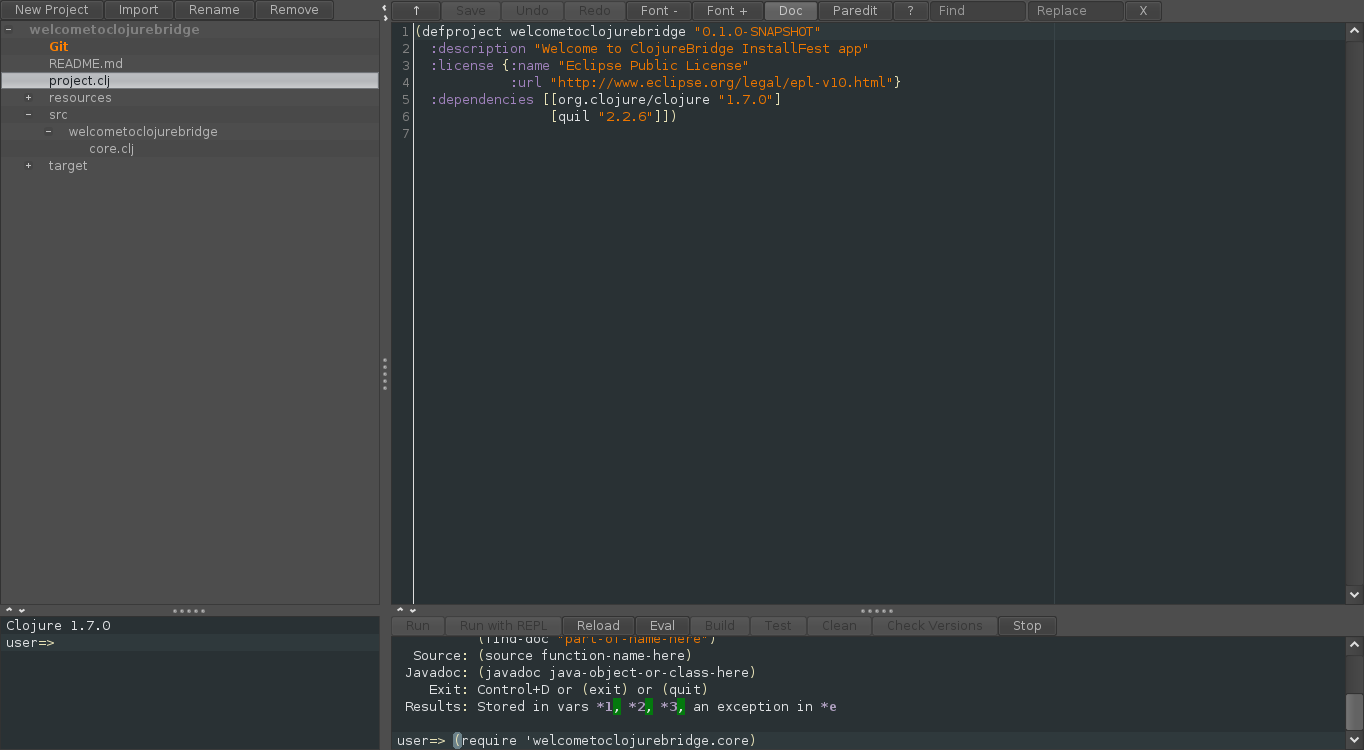 New Project Import Rename Remove
↑ Save Undo Redo Font - Font + Doc Paredit ? Find Replace X
- welcometoclojurebridge
Git
README.md
project.clj
+ resources
- src
- welcometoclojurebridge
core.clj
+ target
1 (defproject welcometoclojurebridge "0.1.0-SNAPSHOT"
2 :description "Welcome to ClojureBridge InstallFest app"
3 :license {:name "Eclipse Public License"
4 :url "http://www.eclipse.org/legal/epl-v10.html"}
5 :dependencies [[org.clojure/clojure "1.7.0"]
6 [quil "2.2.6"]])
7
Clojure 1.7.0
user=>
Run Run with REPL Reload Eval Build Test Clean Check Versions Stop
(find-doc "part-of-name-here")
Source: (source function-name-here)
Javadoc: (javadoc java-object-or-class-here)
Exit: Control+D or (exit) or (quit)
Results: Stored in vars *1, *2, *3, an exception in *e
user=> (require 'welcometoclojurebridge.core)